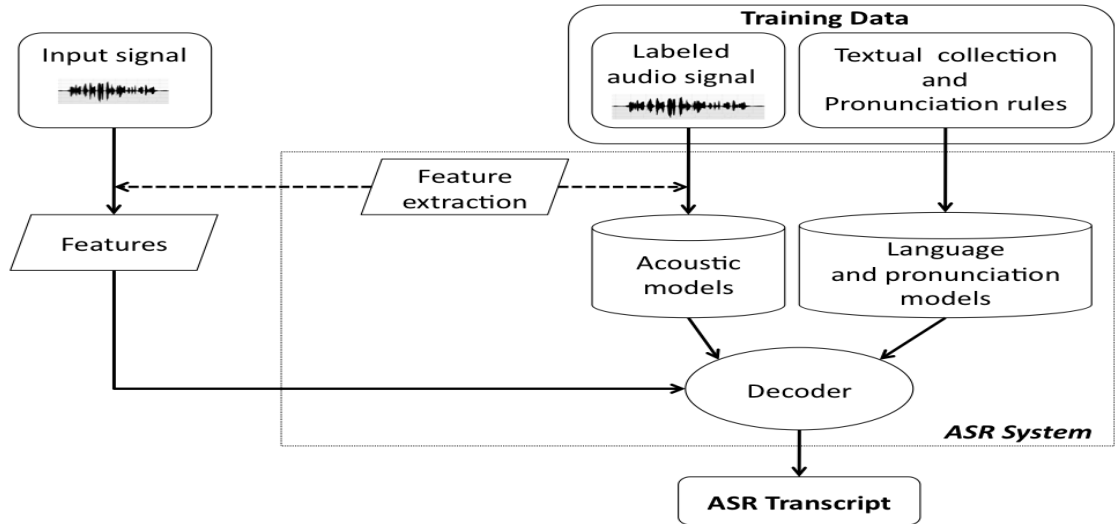 Training Data
Input signal
Labeled
audio signal
Textual collection
and
Pronunciation rules
Feature
extraction
Features
Acoustic
models
Language
and pronunciation
models
Decoder
ASR System
ASR Transcript